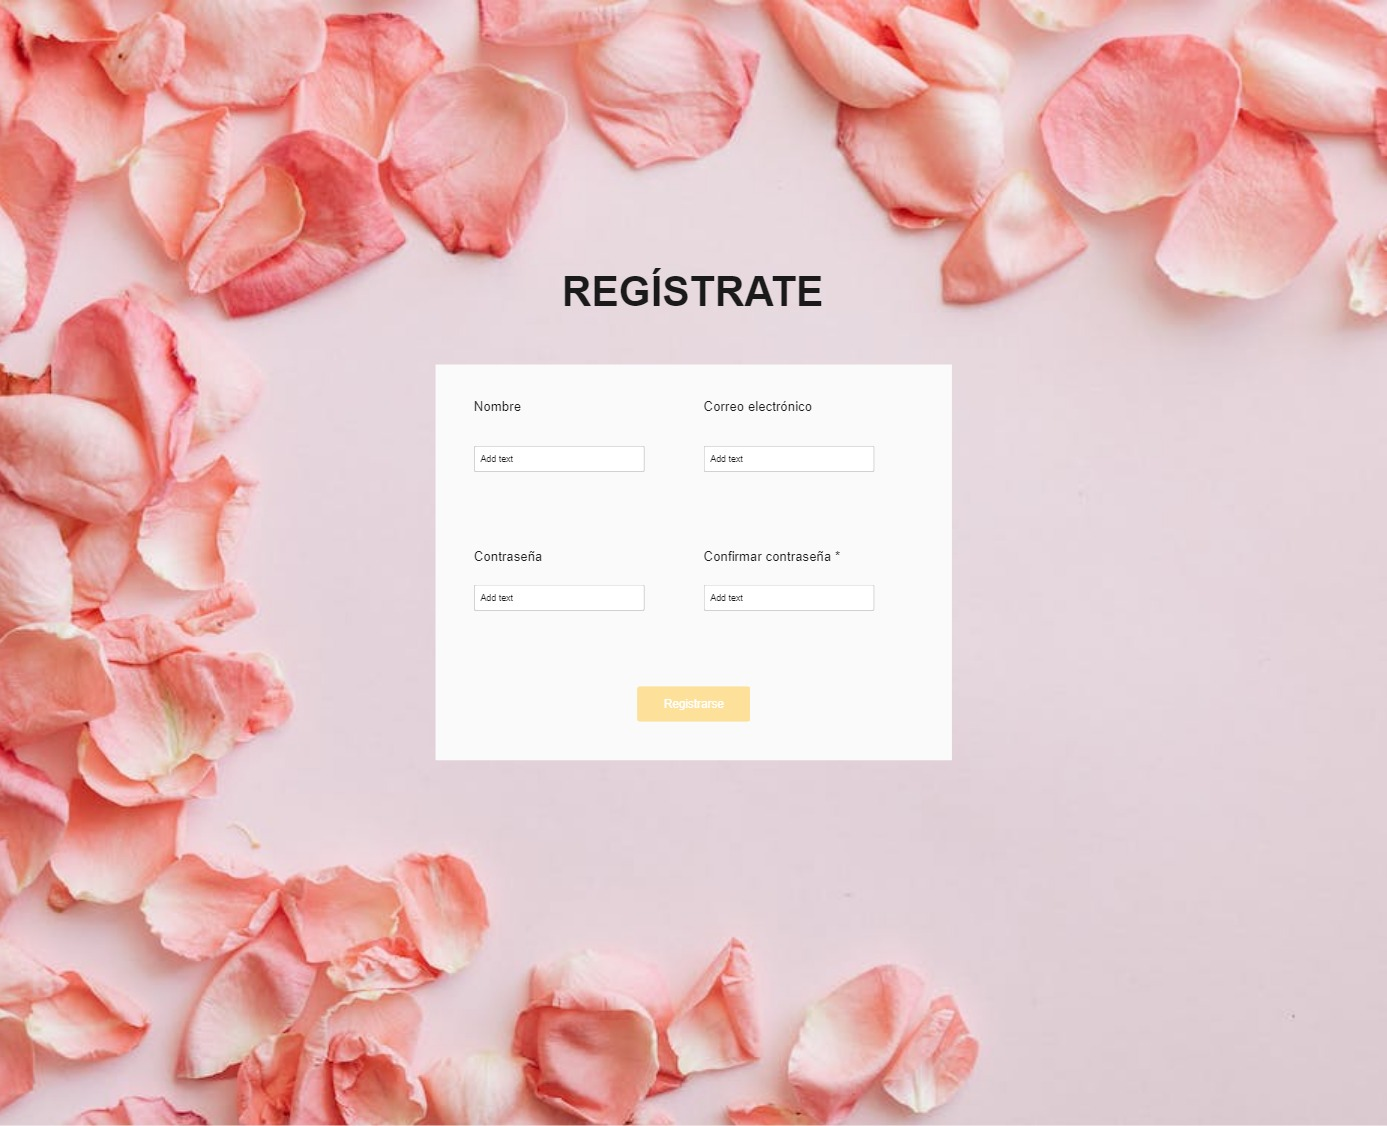 REGÍSTRATE
Nombre
Correo electrónico
Add text
Add text
Contraseña
Confirmar contraseña *
Add text
Add text
Registrarse